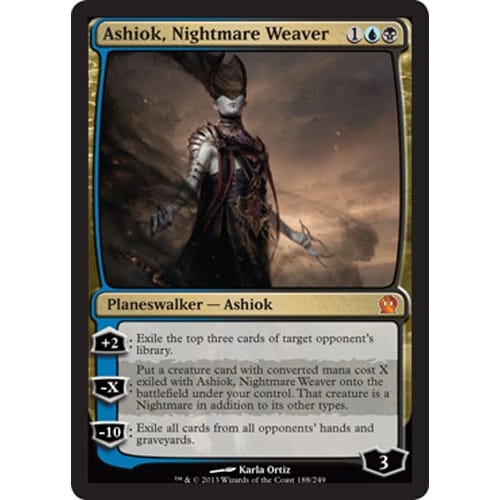 Ashiok, Nightmare Weaver 1
Planeswalker — Ashiok
+2 : Exile the top three cards of target opponent's
library.
Put a creature card with converted mana cost X
-X : exiled with Ashiok, Nightmare Weaver onto the
battlefield under your control. That creature is a
Nightmare in addition to its other types.
-10 : Exile all cards from all opponents' hands and
graveyards.
3
Karla Ortiz
™ & © 2013 Wizards of the Coast 188/249